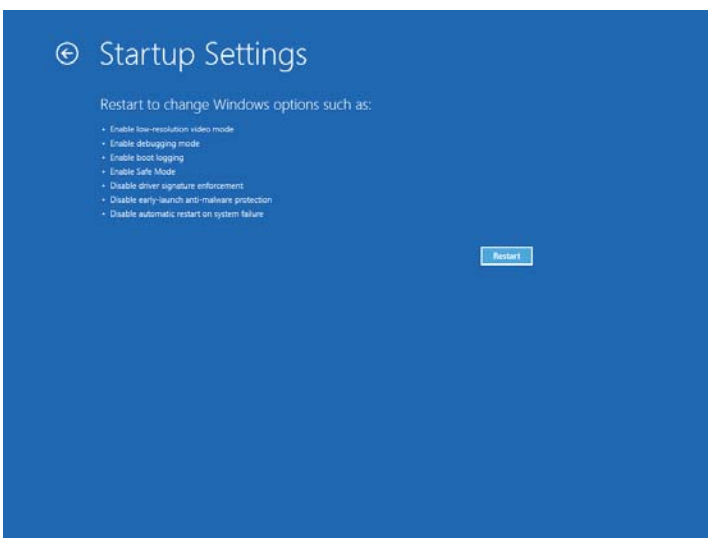 Startup Settings
Restart to change Windows options such as:
• Enable low-resolution video mode
• Enable debugging mode
• Enable boot logging
• Enable Safe Mode
• Disable driver signature enforcement
• Disable early-launch anti-malware protection
• Disable automatic restart on system failure
Restart